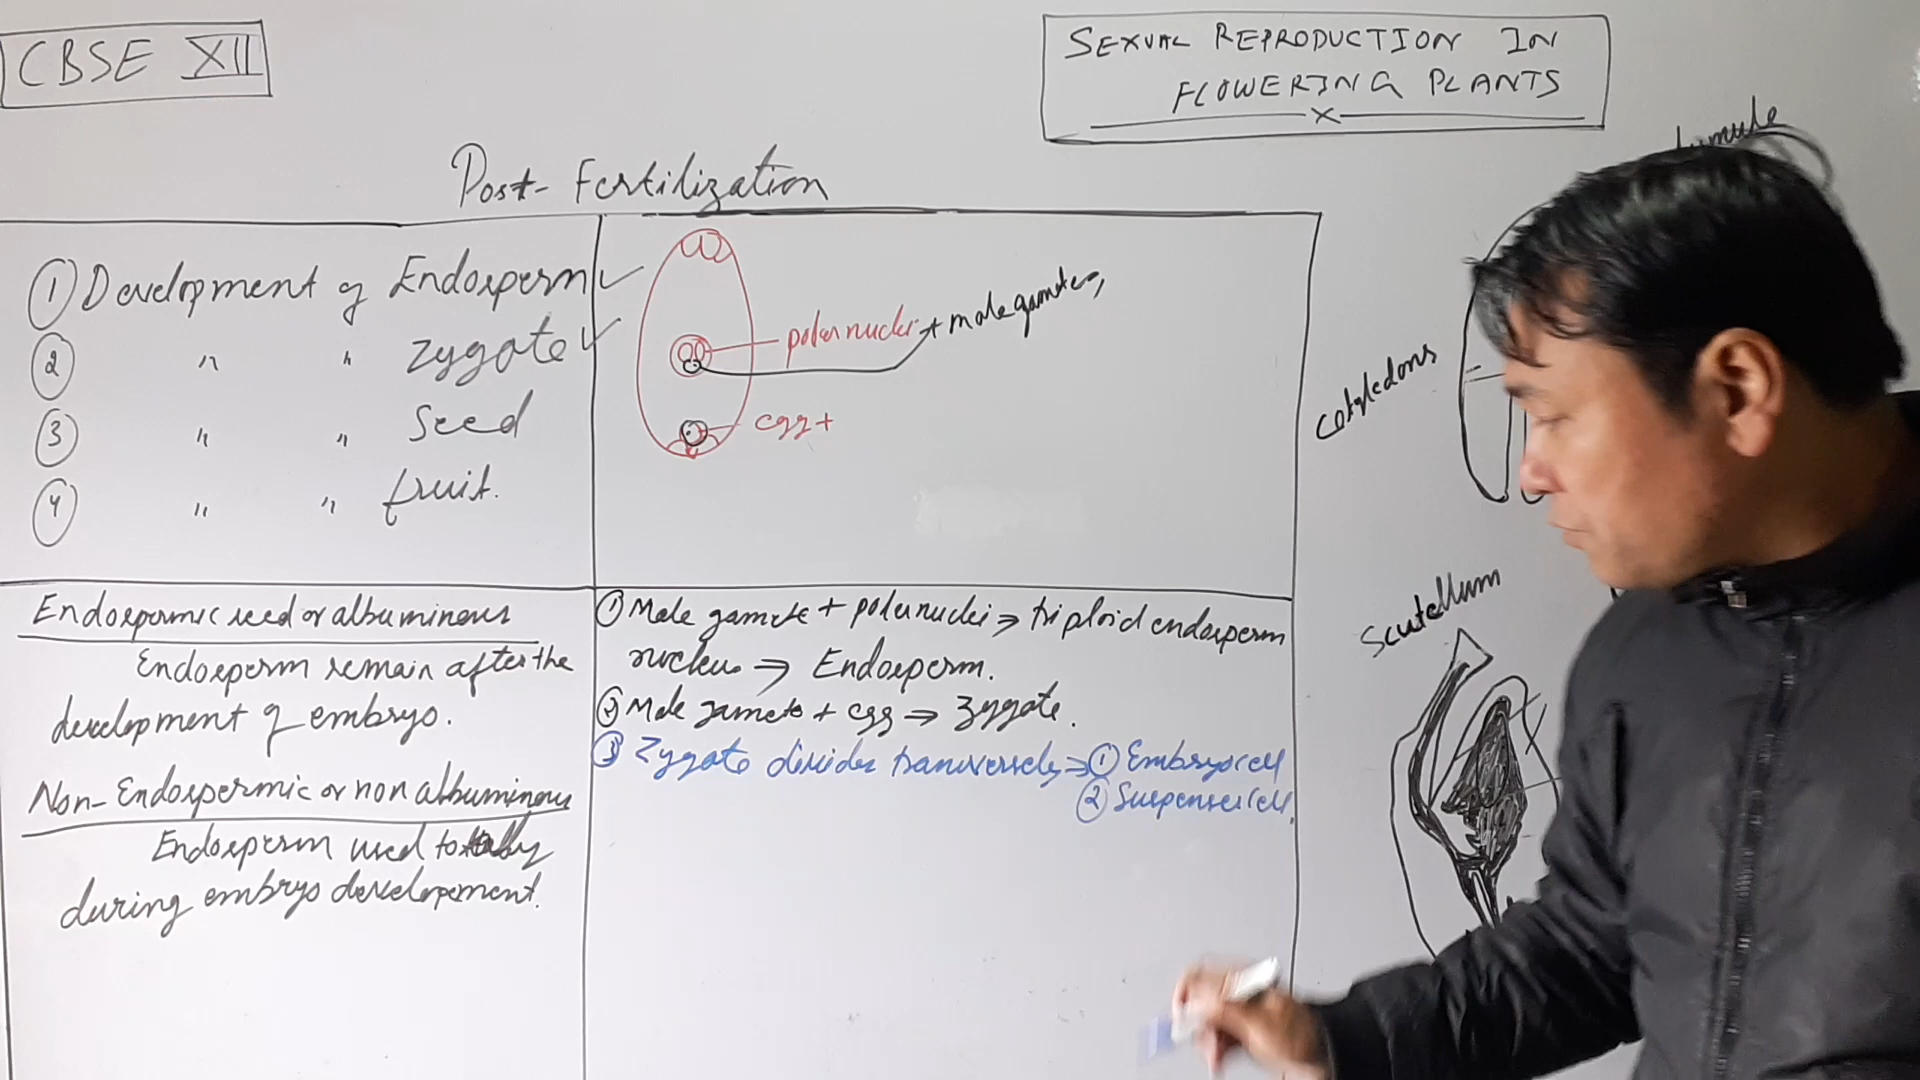 CBSE XII
SEXUAL REPRODUCTION IN
FLOWERING PLANTS
Post-Fertilization
① Development of Endosperm ✓
② " " Zygote ✓
③ " " Seed
④ " " fruit.
polar nuclei + male gametes,
egg +
Endospermic seed or albuminous
Endosperm remain after the
development of embryo.
Non-Endospermic or non albuminous
Endosperm used totally
during embryo developement.
① Male gamete + polar nuclei ⇒ triploid endosperm
nucleus ⇒ Endosperm.
② Male gamete + egg ⇒ Zygote.
③ Zygote divides transversely ⇒ ① Embryo cell
② Suspensor cell.
cotyledons
Scutellum